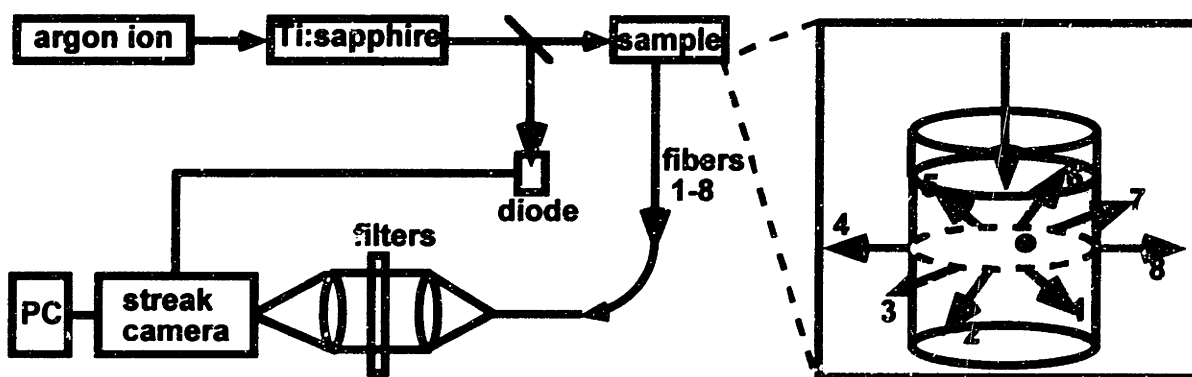 argon ion
Ti:sapphire
sample
fibers
1-8
diode
filters
PC
streak
camera
5
6
7
4
8
3
2
1